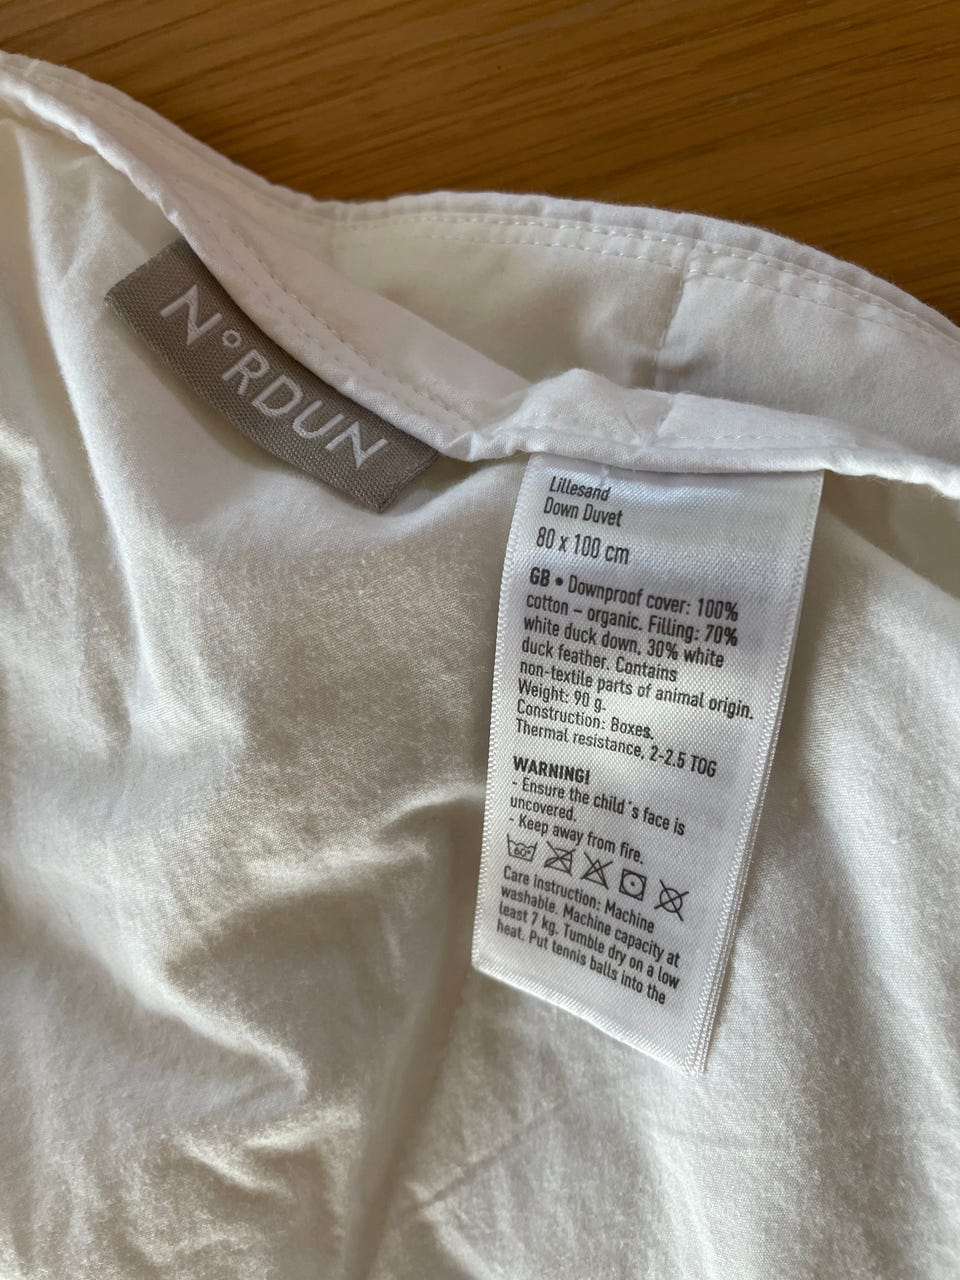 N°RDUN
Lillesand
Down Duvet
80 x 100 cm
GB • Downproof cover: 100%
cotton – organic. Filling: 70%
white duck down, 30% white
duck feather. Contains
non-textile parts of animal origin.
Weight: 90 g.
Construction: Boxes.
Thermal resistance, 2-2.5 TOG
WARNING!
- Ensure the child´s face is
uncovered.
- Keep away from fire.
60°
Care instruction: Machine
washable. Machine capacity at
least 7 kg. Tumble dry on a low
heat. Put tennis balls into the